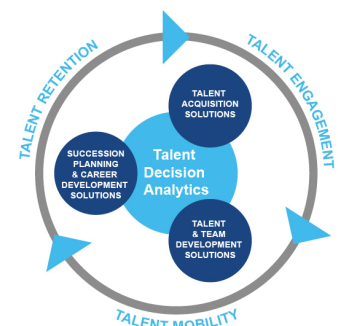 TALENT RETENTION
TALENT ENGAGEMENT
TALENT
ACQUISITION
SOLUTIONS
SUCCESSION
PLANNING
& CAREER
DEVELOPMENT
SOLUTIONS
Talent
Decision
Analytics
TALENT
& TEAM
DEVELOPMENT
SOLUTIONS
TALENT MOBILITY